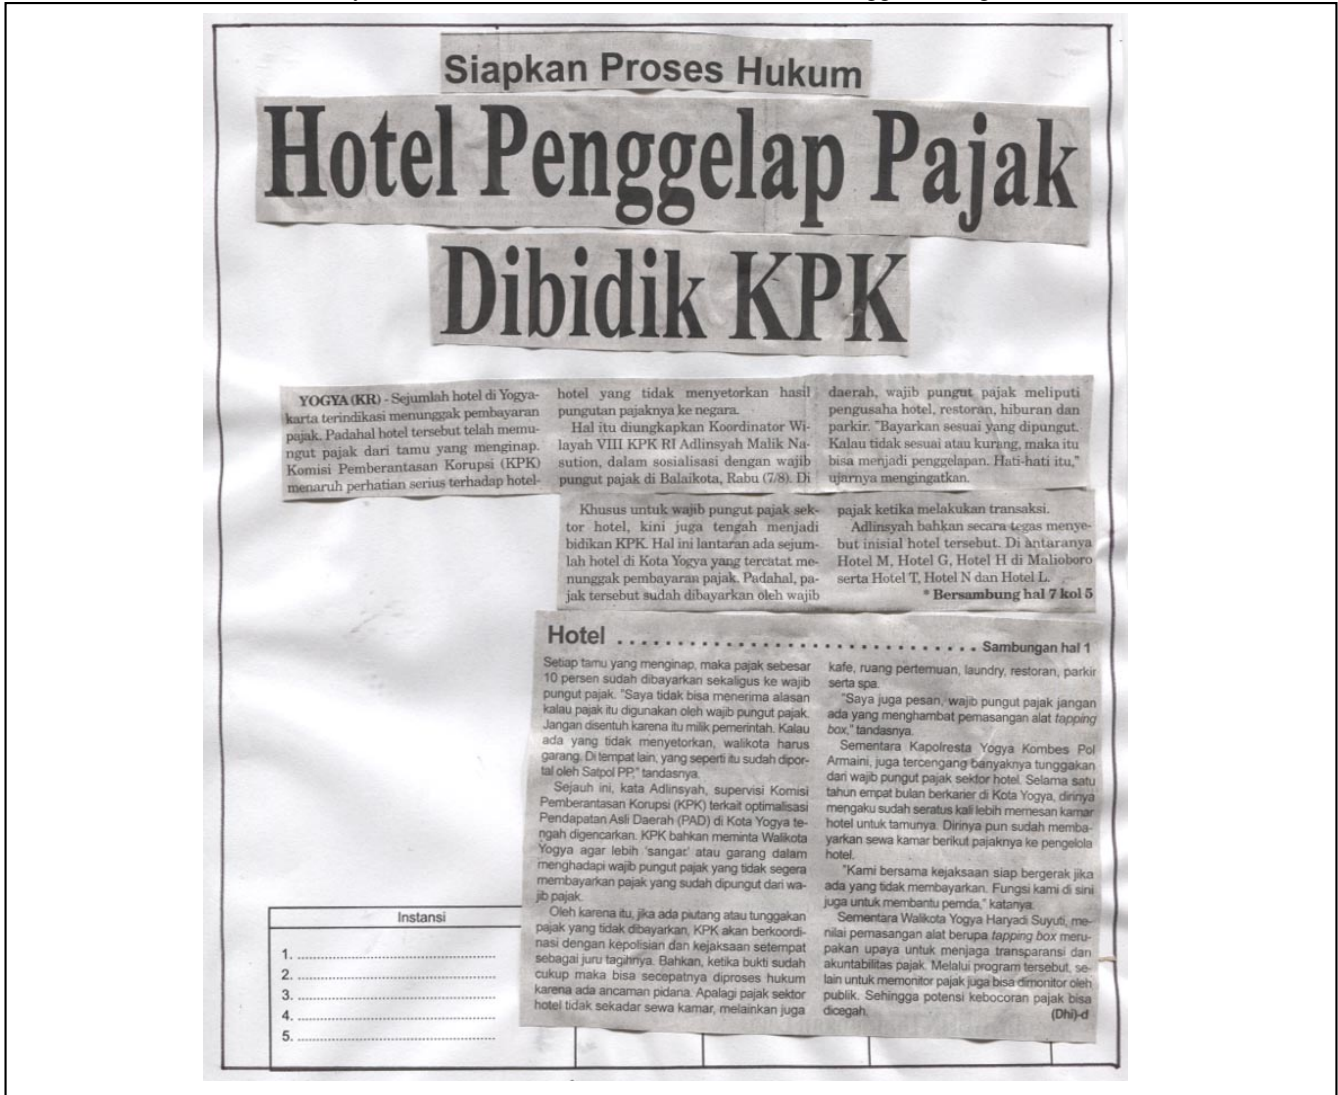 Siapkan Proses Hukum
Hotel Penggelap Pajak
Dibidik KPK
YOGYA (KR) - Sejumlah hotel di Yogya-
karta terindikasi menunggak pembayaran
pajak. Padahal hotel tersebut telah memu-
ngut pajak dari tamu yang menginap.
Komisi Pemberantasan Korupsi (KPK)
menaruh perhatian serius terhadap hotel-
hotel yang tidak menyetorkan hasil
pungutan pajaknya ke negara.
Hal itu diungkapkan Koordinator Wi-
layah VIII KPK RI Adlinsyah Malik Na-
sution, dalam sosialisasi dengan wajib
pungut pajak di Balaikota, Rabu (7/8). Di
daerah, wajib pungut pajak meliputi
pengusaha hotel, restoran, hiburan dan
parkir. "Bayarkan sesuai yang dipungut.
Kalau tidak sesuai atau kurang, maka itu
bisa menjadi penggelapan. Hati-hati itu,"
ujarnya mengingatkan.
Khusus untuk wajib pungut pajak sek-
tor hotel, kini juga tengah menjadi
bidikan KPK. Hal ini lantaran ada sejum-
lah hotel di Kota Yogya yang tercatat me-
nunggak pembayaran pajak. Padahal, pa-
jak tersebut sudah dibayarkan oleh wajib
pajak ketika melakukan transaksi.
Adlinsyah bahkan secara tegas menye-
but inisial hotel tersebut. Di antaranya
Hotel M, Hotel G, Hotel H di Malioboro
serta Hotel T, Hotel N dan Hotel L.
* Bersambung hal 7 kol 5
Hotel . . . . . . . . . . . . . . . . . . . . . . . . . . . . . . Sambungan hal 1
Setiap tamu yang menginap, maka pajak sebesar
10 persen sudah dibayarkan sekaligus ke wajib
pungut pajak. "Saya tidak bisa menerima alasan
kalau pajak itu digunakan oleh wajib pungut pajak.
Jangan disentuh karena itu milik pemerintah. Kalau
ada yang tidak menyetorkan, walikota harus
garang. Di tempat lain, yang seperti itu sudah dipor-
tal oleh Satpol PP," tandasnya.
Sejauh ini, kata Adlinsyah, supervisi Komisi
Pemberantasan Korupsi (KPK) terkait optimalisasi
Pendapatan Asli Daerah (PAD) di Kota Yogya te-
ngah digencarkan. KPK bahkan meminta Walikota
Yogya agar lebih 'sangar' atau garang dalam
menghadapi wajib pungut pajak yang tidak segera
membayarkan pajak yang sudah dipungut dari wa-
jib pajak.
Oleh karena itu, jika ada piutang atau tunggakan
pajak yang tidak dibayarkan, KPK akan berkoordi-
nasi dengan kepolisian dan kejaksaan setempat
sebagai juru tagihnya. Bahkan, ketika bukti sudah
cukup maka bisa secepatnya diproses hukum
karena ada ancaman pidana. Apalagi pajak sektor
hotel tidak sekadar sewa kamar, melainkan juga
kafe, ruang pertemuan, laundry, restoran, parkir
serta spa.
"Saya juga pesan, wajib pungut pajak jangan
ada yang menghambat pemasangan alat tapping
box," tandasnya.
Sementara Kapolresta Yogya Kombes Pol
Armaini, juga tercengang banyaknya tunggakan
dari wajib pungut pajak sektor hotel. Selama satu
tahun empat bulan berkarier di Kota Yogya, dirinya
mengaku sudah seratus kali lebih memesan kamar
hotel untuk tamunya. Dirinya pun sudah memba-
yarkan sewa kamar berikut pajaknya ke pengelola
hotel.
"Kami bersama kejaksaan siap bergerak jika
ada yang tidak membayarkan. Fungsi kami di sini
juga untuk membantu pemda," katanya.
Sementara Walikota Yogya Haryadi Suyuti, me-
nilai pemasangan alat berupa tapping box meru-
pakan upaya untuk menjaga transparansi dan
akuntabilitas pajak. Melalui program tersebut, se-
lain untuk memonitor pajak juga bisa dimonitor oleh
publik. Sehingga potensi kebocoran pajak bisa
dicegah. (Dhi)-d
Instansi
1. ........................................
2. ........................................
3. ........................................
4. ........................................
5. ........................................